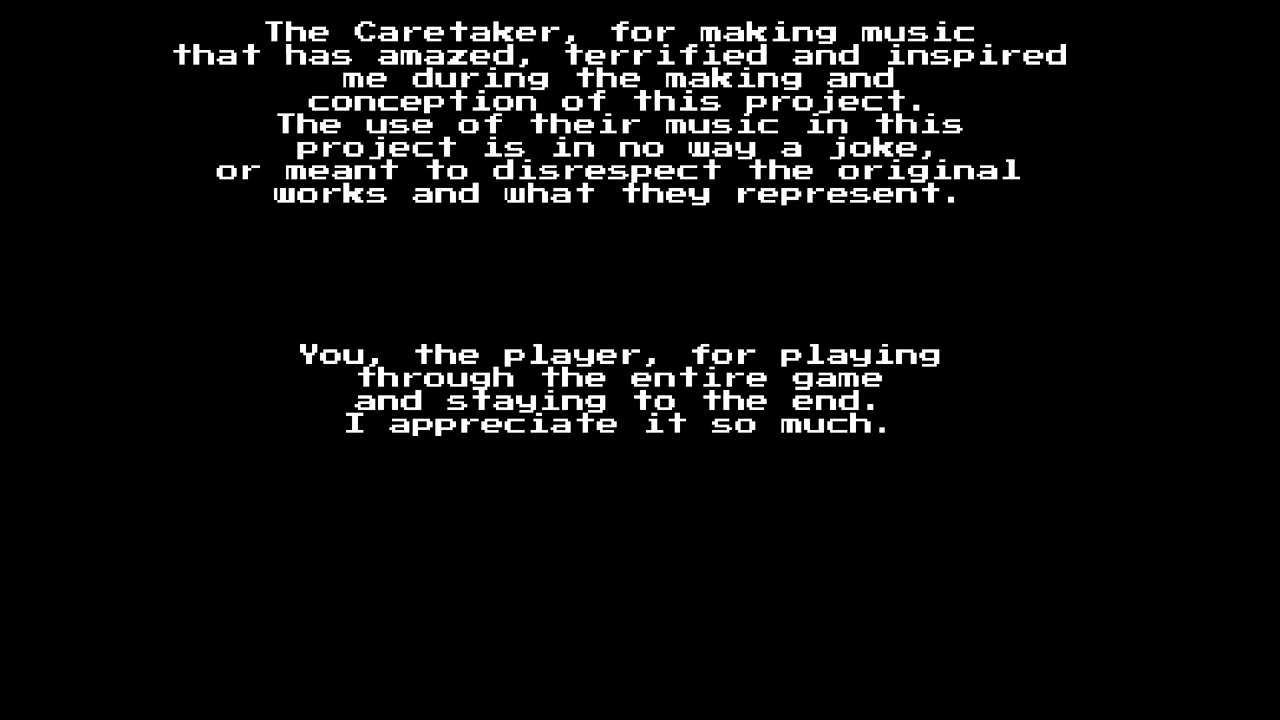 The Caretaker, for making music
that has amazed, terrified and inspired
me during the making and
conception of this project.
The use of their music in this
project is in no way a joke,
or meant to disrespect the original
works and what they represent.
You, the player, for playing
through the entire game
and staying to the end.
I appreciate it so much.